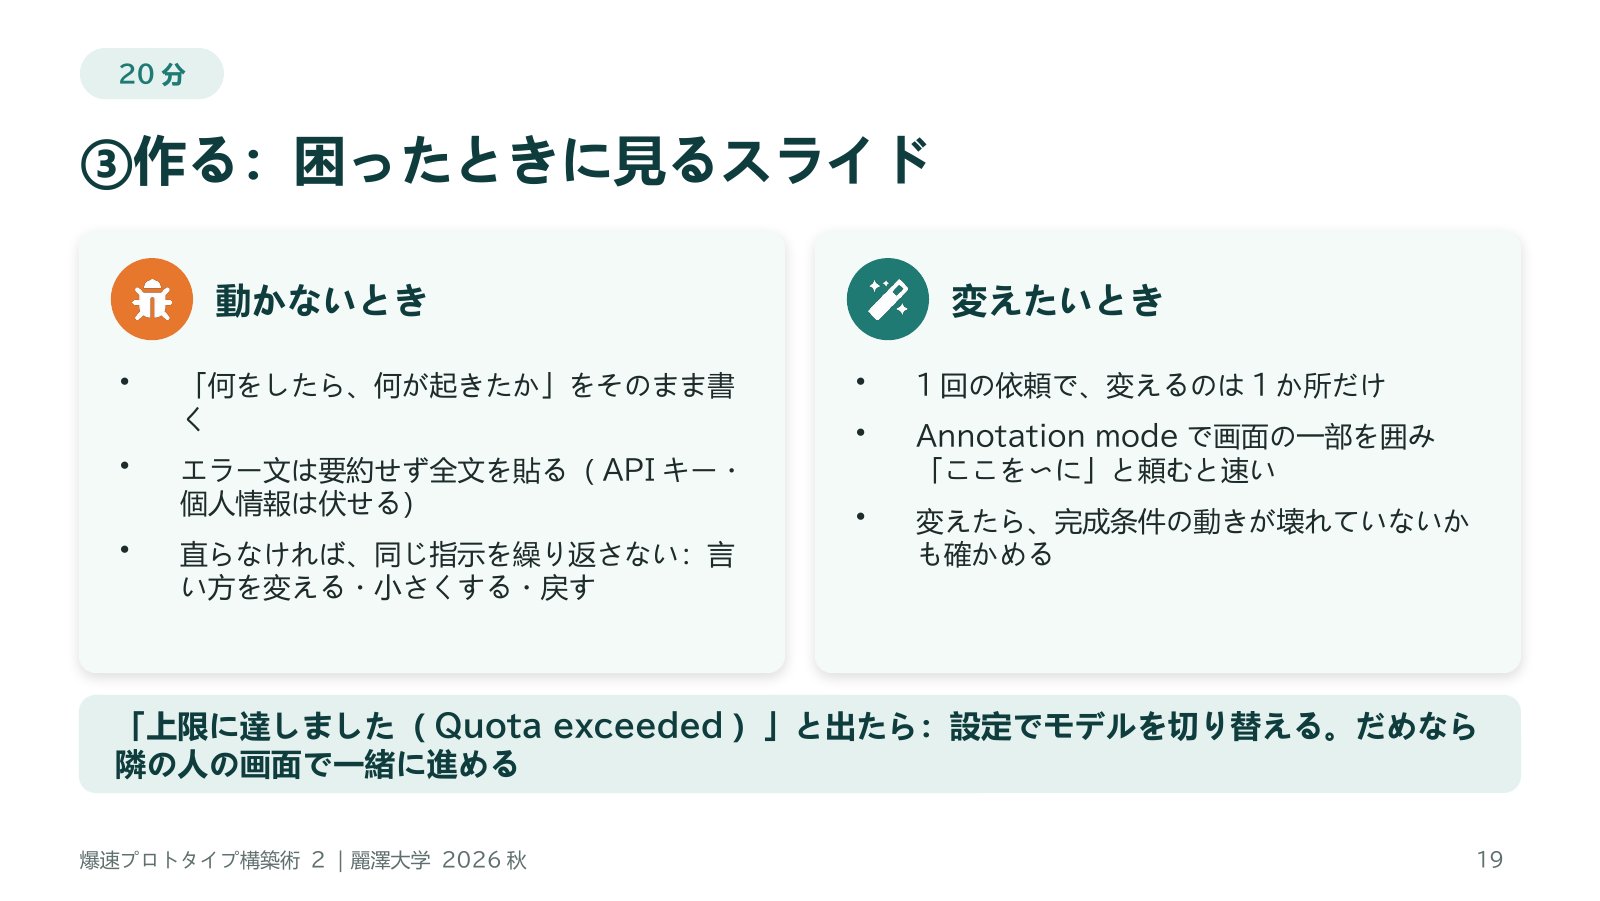 20分
③作る：困ったときに見るスライド
動かないとき
• 「何をしたら、何が起きたか」をそのまま書
く
• エラー文は要約せず全文を貼る（APIキー・
個人情報は伏せる）
• 直らなければ、同じ指示を繰り返さない：言
い方を変える・小さくする・戻す
変えたいとき
• 1回の依頼で、変えるのは1か所だけ
• Annotation modeで画面の一部を囲み
「ここを〜に」と頼むと速い
• 変えたら、完成条件の動きが壊れていないか
も確かめる
「上限に達しました（Quota exceeded）」と出たら：設定でモデルを切り替える。だめなら
隣の人の画面で一緒に進める
爆速プロトタイプ構築術 2 | 麗澤大学 2026秋
19